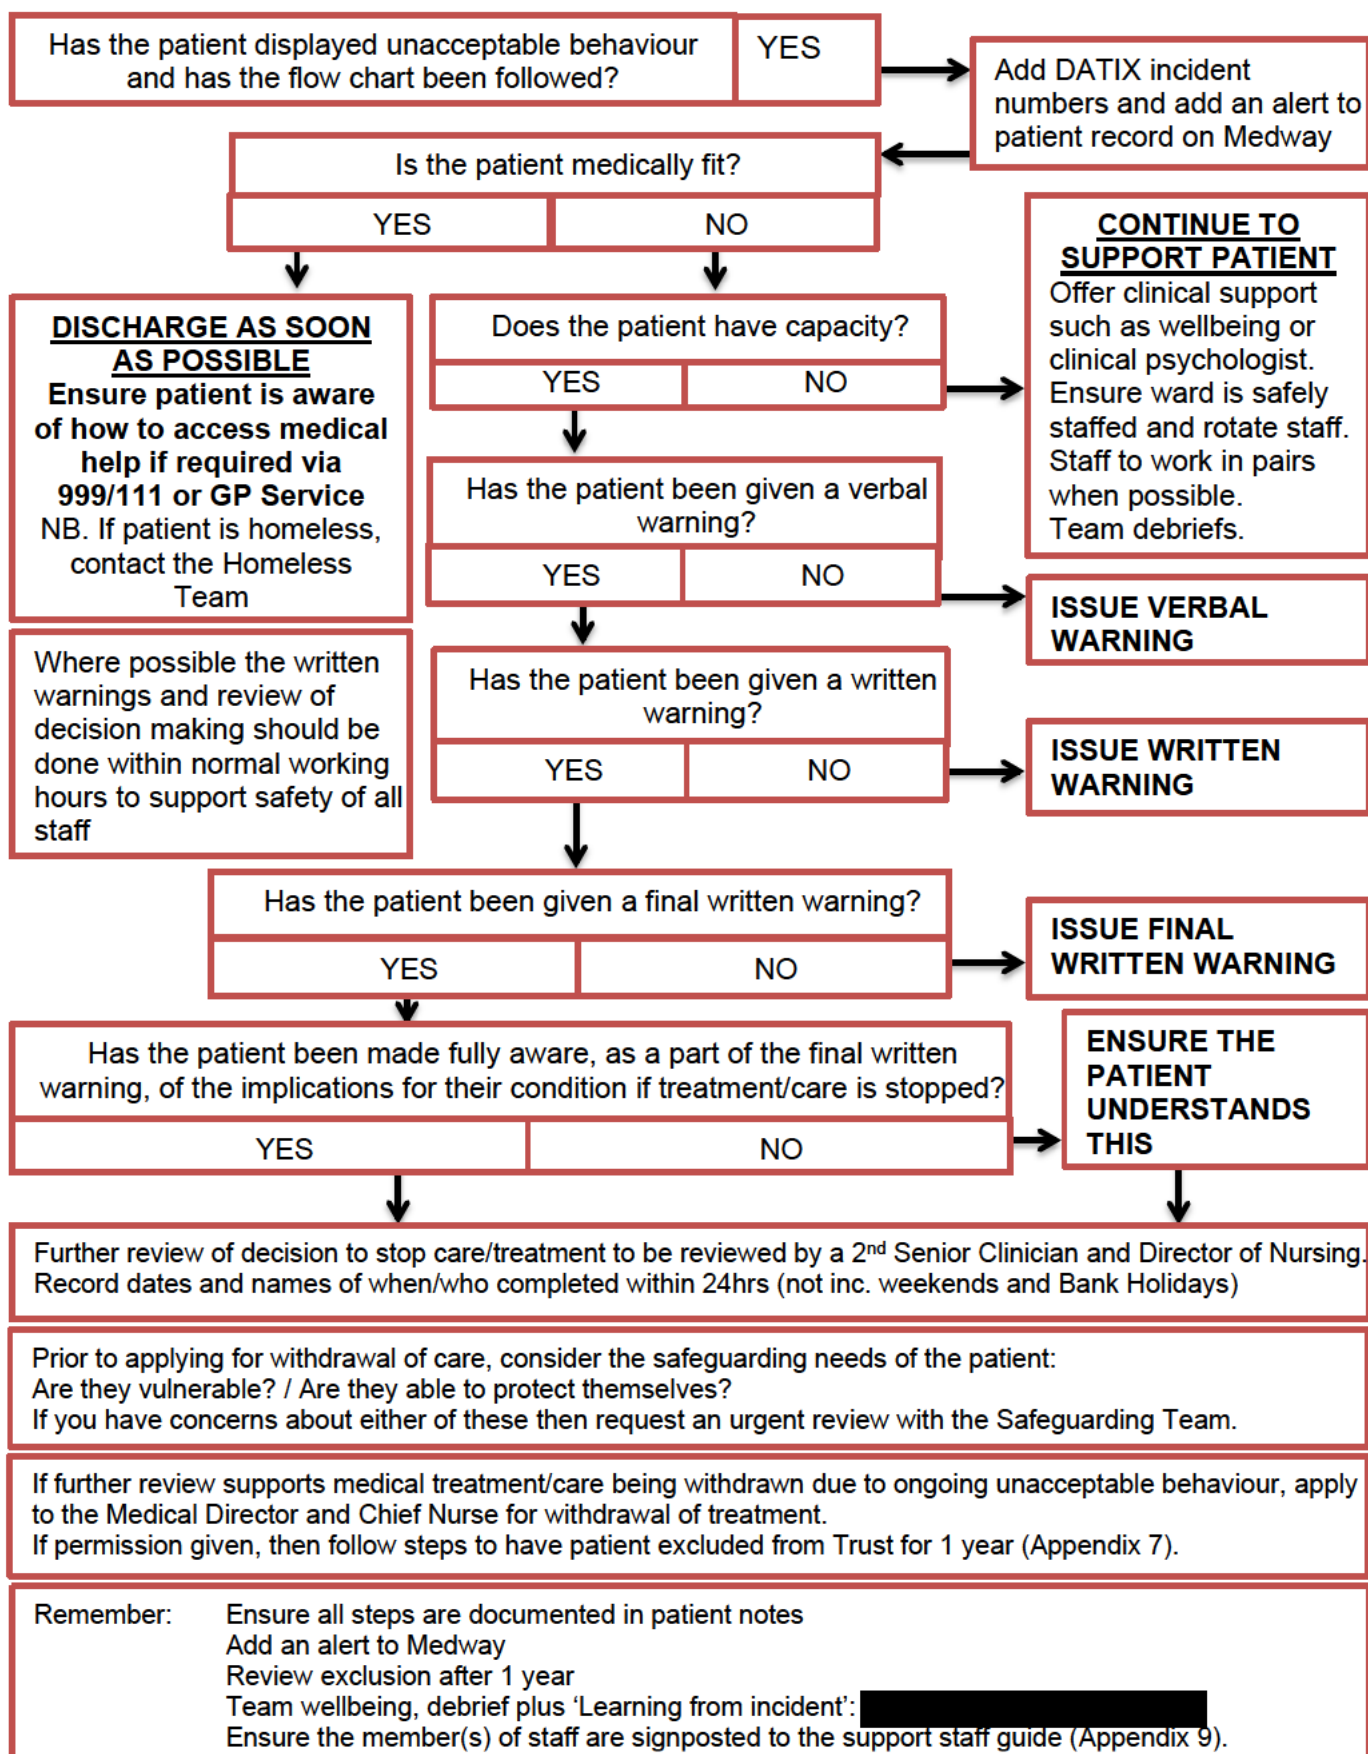 Has the patient displayed unacceptable behaviour
and has the flow chart been followed?
YES
Add DATIX incident
numbers and add an alert to
patient record on Medway
Is the patient medically fit?
YES
NO
DISCHARGE AS SOON
AS POSSIBLE
Ensure patient is aware
of how to access medical
help if required via
999/111 or GP Service
NB. If patient is homeless,
contact the Homeless
Team
Does the patient have capacity?
YES
NO
CONTINUE TO
SUPPORT PATIENT
Offer clinical support
such as wellbeing or
clinical psychologist.
Ensure ward is safely
staffed and rotate staff.
Staff to work in pairs
when possible.
Team debriefs.
Has the patient been given a verbal
warning?
YES
NO
ISSUE VERBAL
WARNING
Where possible the written
warnings and review of
decision making should be
done within normal working
hours to support safety of all
staff
Has the patient been given a written
warning?
YES
NO
ISSUE WRITTEN
WARNING
Has the patient been given a final written warning?
YES
NO
ISSUE FINAL
WRITTEN WARNING
Has the patient been made fully aware, as a part of the final written
warning, of the implications for their condition if treatment/care is stopped?
YES
NO
ENSURE THE
PATIENT
UNDERSTANDS
THIS
Further review of decision to stop care/treatment to be reviewed by a 2nd Senior Clinician and Director of Nursing.
Record dates and names of when/who completed within 24hrs (not inc. weekends and Bank Holidays)
Prior to applying for withdrawal of care, consider the safeguarding needs of the patient:
Are they vulnerable? / Are they able to protect themselves?
If you have concerns about either of these then request an urgent review with the Safeguarding Team.
If further review supports medical treatment/care being withdrawn due to ongoing unacceptable behaviour, apply
to the Medical Director and Chief Nurse for withdrawal of treatment.
If permission given, then follow steps to have patient excluded from Trust for 1 year (Appendix 7).
Remember: Ensure all steps are documented in patient notes
Add an alert to Medway
Review exclusion after 1 year
Team wellbeing, debrief plus ‘Learning from incident’:
Ensure the member(s) of staff are signposted to the support staff guide (Appendix 9).